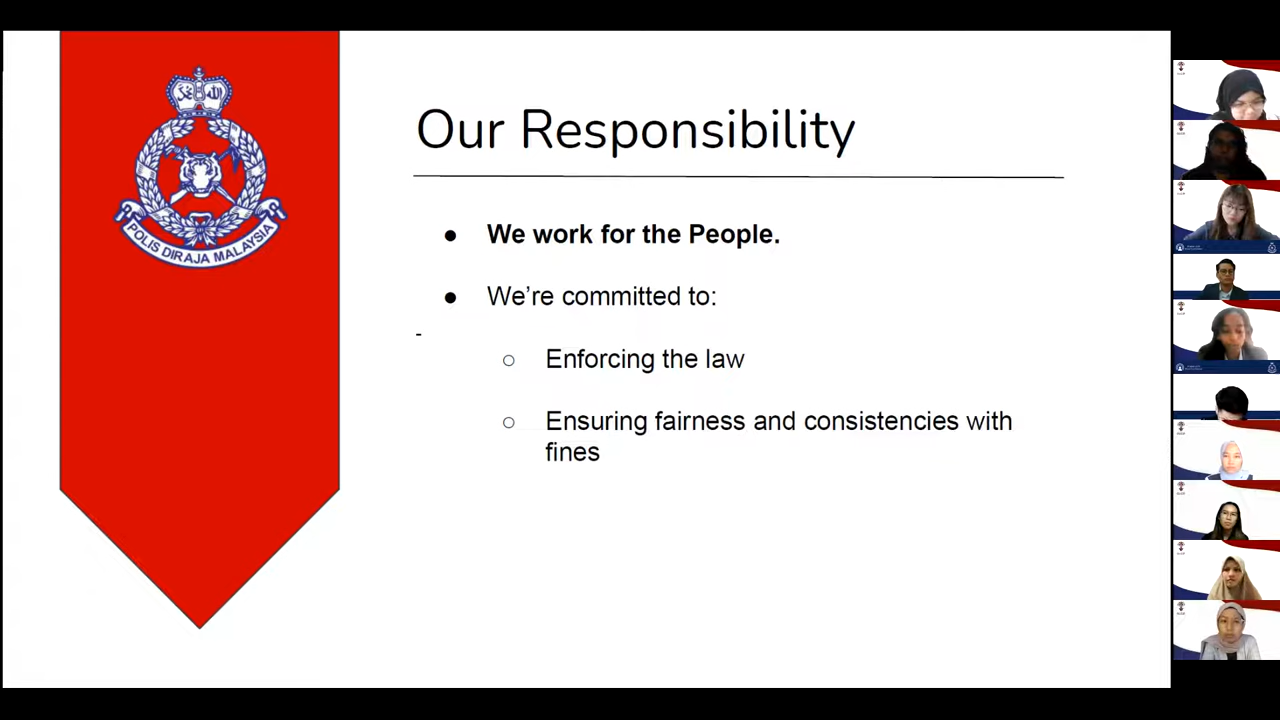 POLIS DIRAJA MALAYSIA
Our Responsibility
● We work for the People.
● We’re committed to:
-
○ Enforcing the law
○ Ensuring fairness and consistencies with
fines